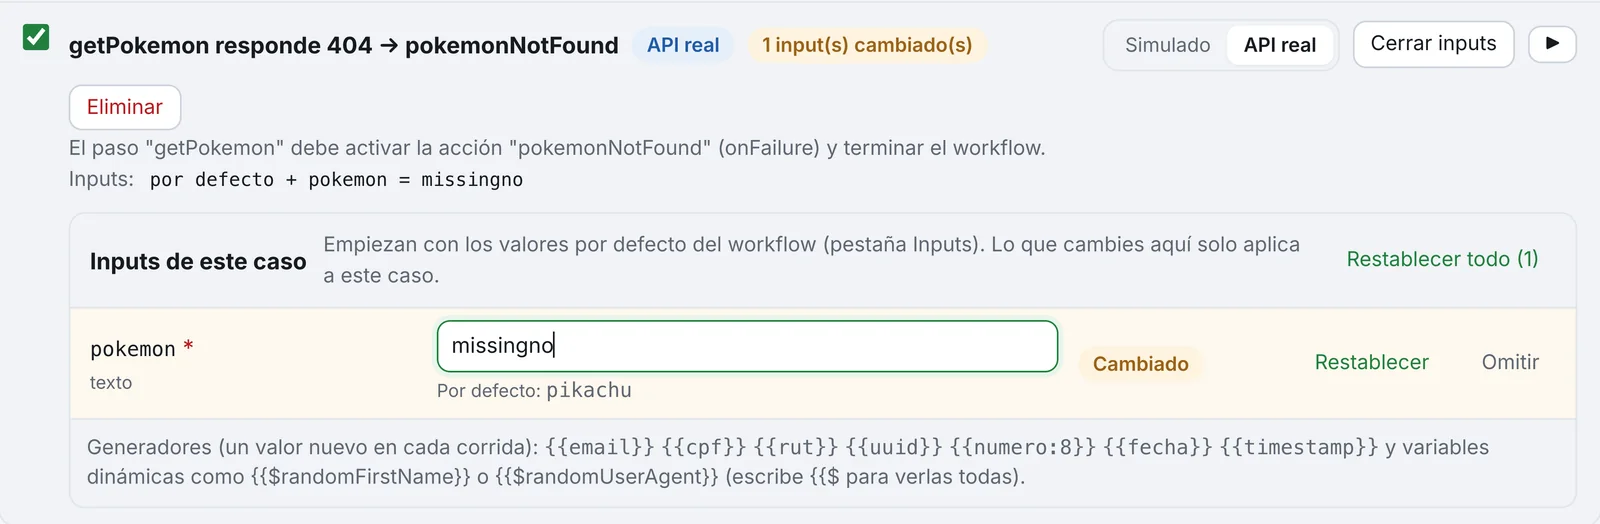 getPokemon responde 404 → pokemonNotFound API real 1 input(s) cambiado(s) Simulado API real Cerrar inputs
Eliminar
El paso "getPokemon" debe activar la acción "pokemonNotFound" (onFailure) y terminar el workflow.
Inputs: por defecto + pokemon = missingno
Inputs de este caso
Empiezan con los valores por defecto del workflow (pestaña Inputs). Lo que cambies aquí solo aplica
a este caso.
Restablecer todo (1)
pokemon *
texto
missingno
Por defecto: pikachu
Cambiado
Restablecer
Omitir
Generadores (un valor nuevo en cada corrida): {{email}} {{cpf}} {{rut}} {{uuid}} {{numero:8}} {{fecha}} {{timestamp}} y variables
dinámicas como {{$randomFirstName}} o {{$randomUserAgent}} (escribe {{$ para verlas todas).